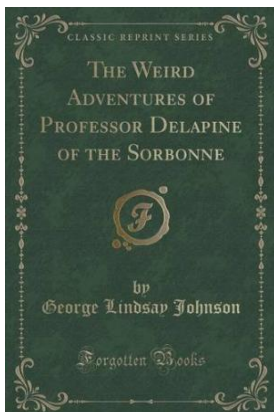 CLASSIC REPRINT SERIES
THE WEIRD
ADVENTURES OF
PROFESSOR DELAPINE
OF THE SORBONNE
F
by
George Lindsay Johnson
Forgotten Books